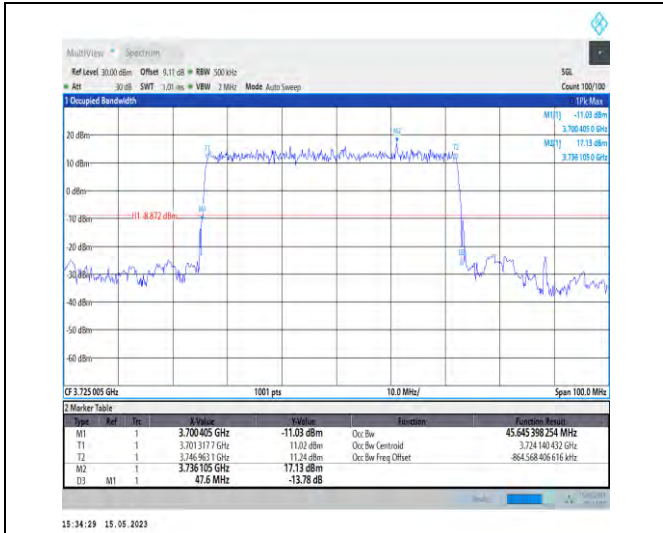 MultiView Spectrum
Ref Level 30.00 dBm Offset 9.11 dB RBW 500 kHz SGL
Att 30 dB SWT 1.01 ms VBW 2 MHz Mode Auto Sweep Count 100/100
1 Occupied Bandwidth 1Pk Max
M1[1] -11.03 dBm
3.700 405 0 GHz
M2[1] 17.13 dBm
3.736 105 0 GHz
20 dBm
M2
T1 T2
10 dBm
0 dBm
-10 dBm
H1 -8.872 dBm
-20 dBm
-30 dBm
-40 dBm
-50 dBm
-60 dBm
CF 3.725 005 GHz 1001 pts 10.0 MHz/ Span 100.0 MHz
2 Marker Table
Type Ref Trc X-Value Y-Value Function Function Result
M1 1 3.700 405 GHz -11.03 dBm Occ Bw 45.645 398 254 MHz
T1 1 3.701 317 7 GHz 11.02 dBm Occ Bw Centroid 3.724 140 432 GHz
T2 1 3.746 963 1 GHz 11.24 dBm Occ Bw Freq Offset -864.568 406 616 kHz
M2 1 3.736 105 GHz 17.13 dBm
D3 M1 1 47.6 MHz -13.78 dB
15:34:29 15.05.2023